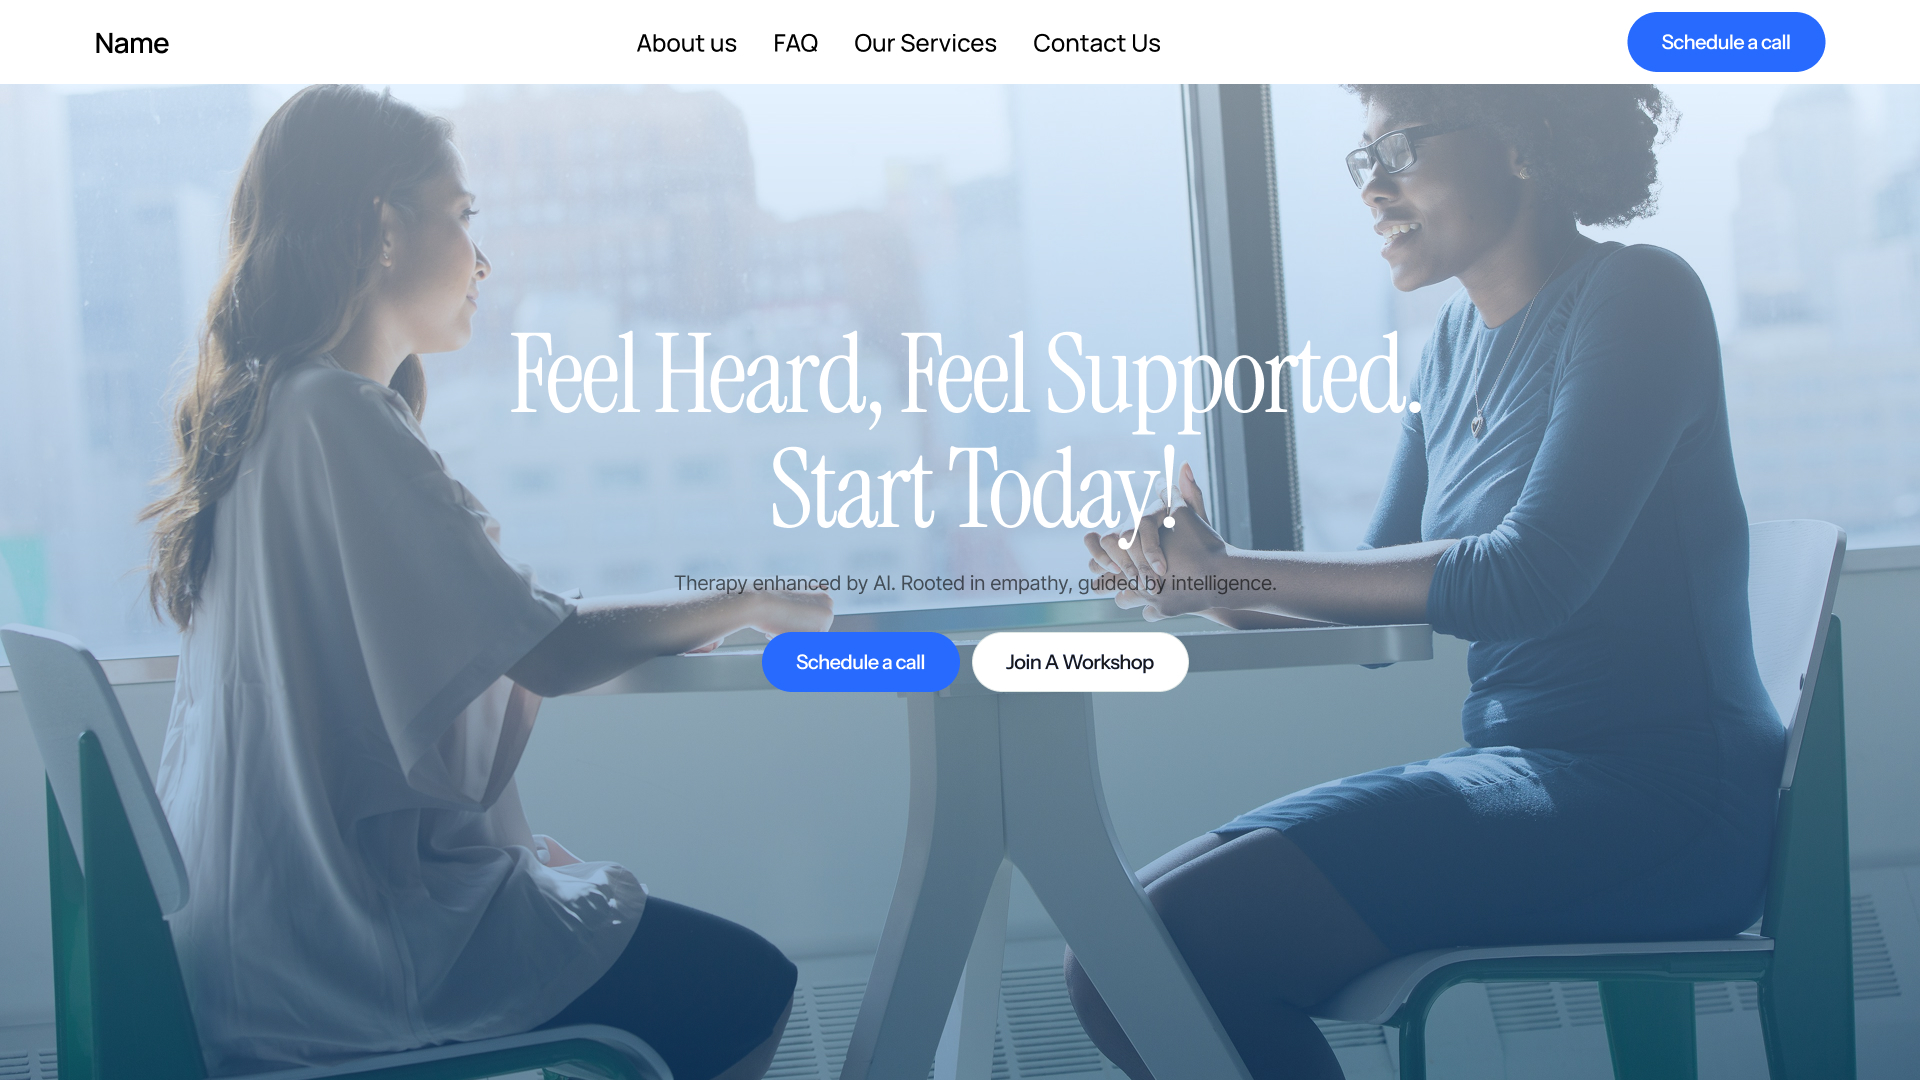 Name
About us
FAQ
Our Services
Contact Us
Schedule a call
Feel Heard, Feel Supported.
Start Today!
Therapy enhanced by AI. Rooted in empathy, guided by intelligence.
Schedule a call
Join A Workshop